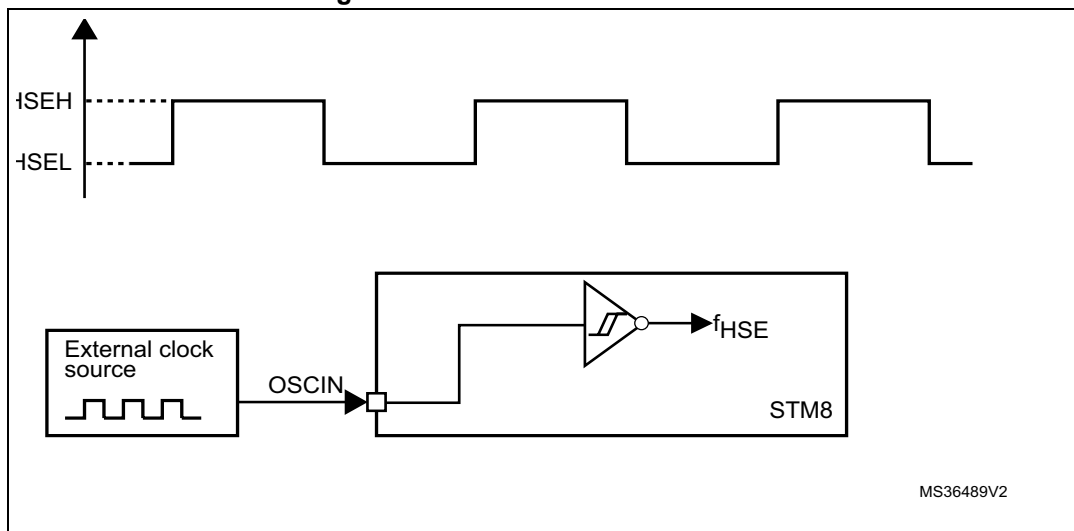 HSEH
HSEL
External clock
source
OSCIN
fHSE
STM8
MS36489V2